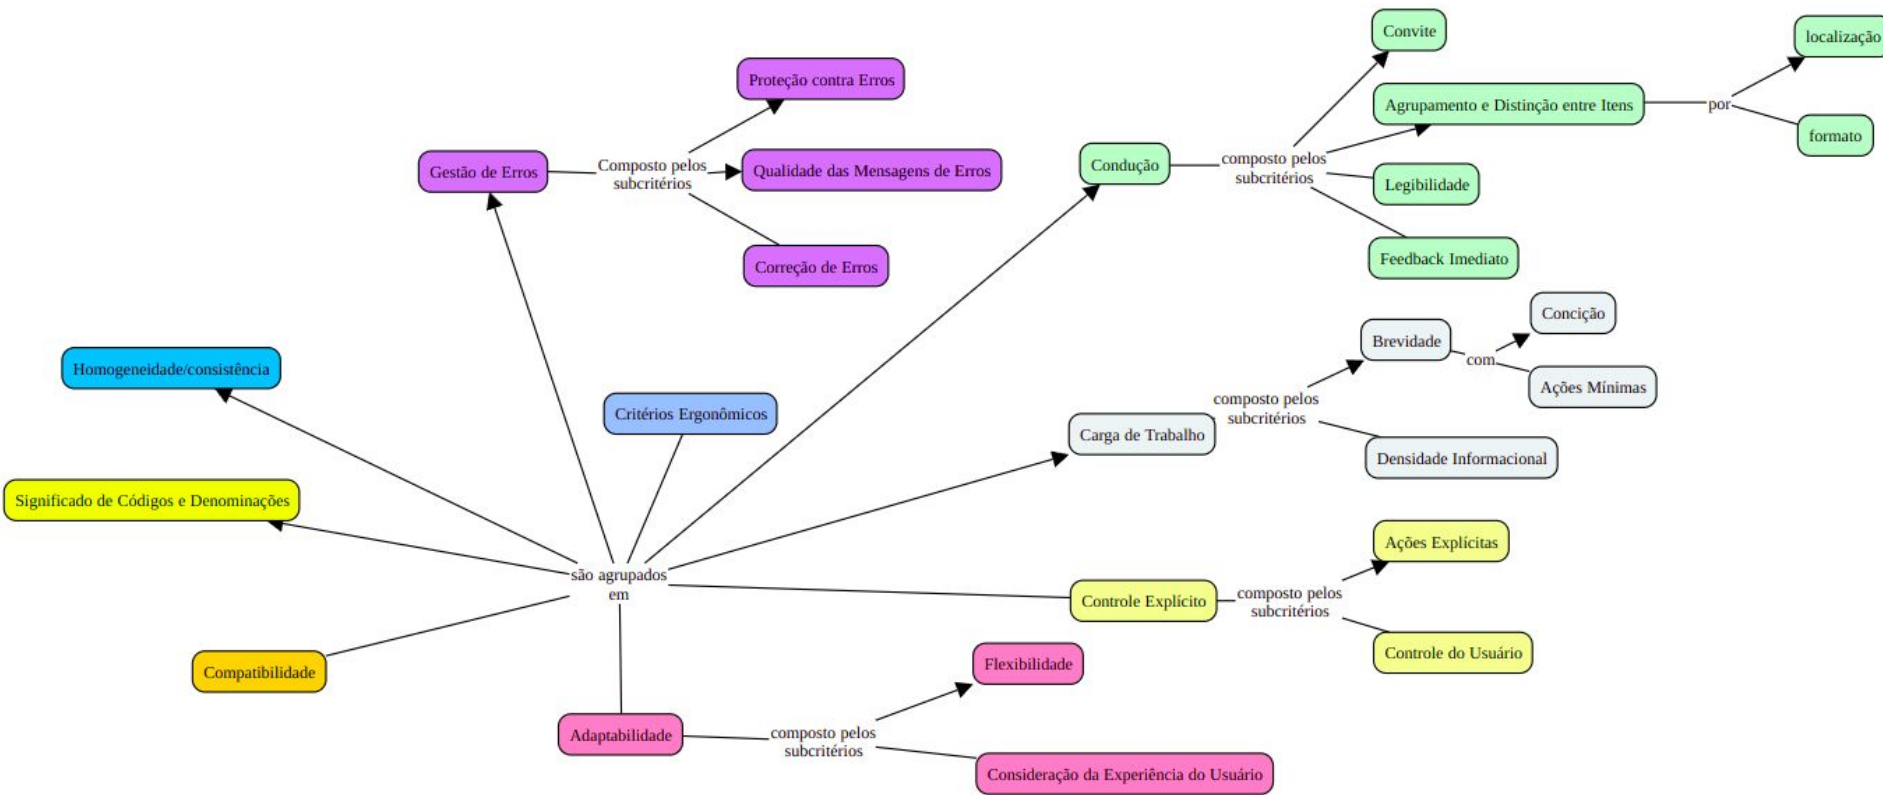 Convite
localização
Proteção contra Erros
Agrupamento e Distinção entre Itens
por
formato
Gestão de Erros
Composto pelos
subcritérios
Qualidade das Mensagens de Erros
Condução
composto pelos
subcritérios
Legibilidade
Correção de Erros
Feedback Imediato
Homogeneidade/consistência
Critérios Ergonômicos
Concição
Brevidade
com
Ações Mínimas
Carga de Trabalho
composto pelos
subcritérios
Densidade Informacional
Significado de Códigos e Denominações
são agrupados
em
Ações Explícitas
Controle Explícito
composto pelos
subcritérios
Controle do Usuário
Compatibilidade
Flexibilidade
Adaptabilidade
composto pelos
subcritérios
Consideração da Experiência do Usuário